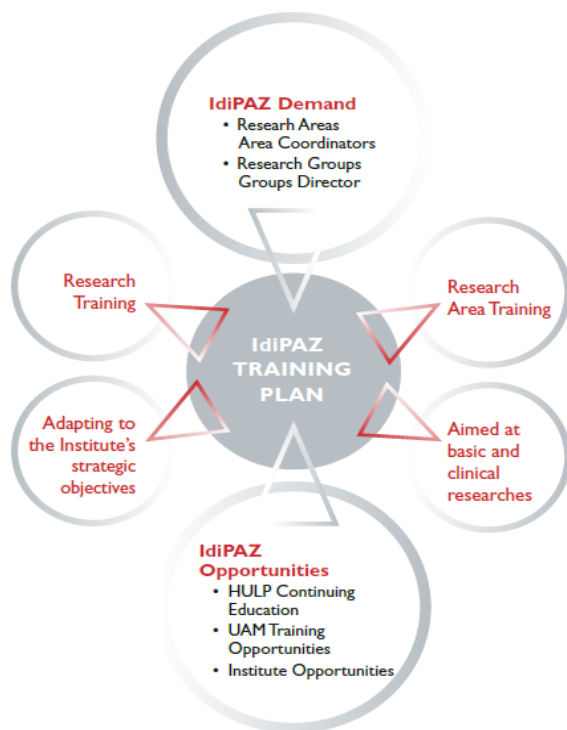 IdiPAZ Demand
• Researh Areas
Area Coordinators
• Research Groups
Groups Director
Research
Training
Research
Area Training
IdiPAZ
TRAINING
PLAN
Adapting to
the Institute's
strategic
objectives
Aimed at
basic and
clinical
researches
IdiPAZ
Opportunities
• HULP Continuing
Education
• UAM Training
Opportunities
• Institute Opportunities